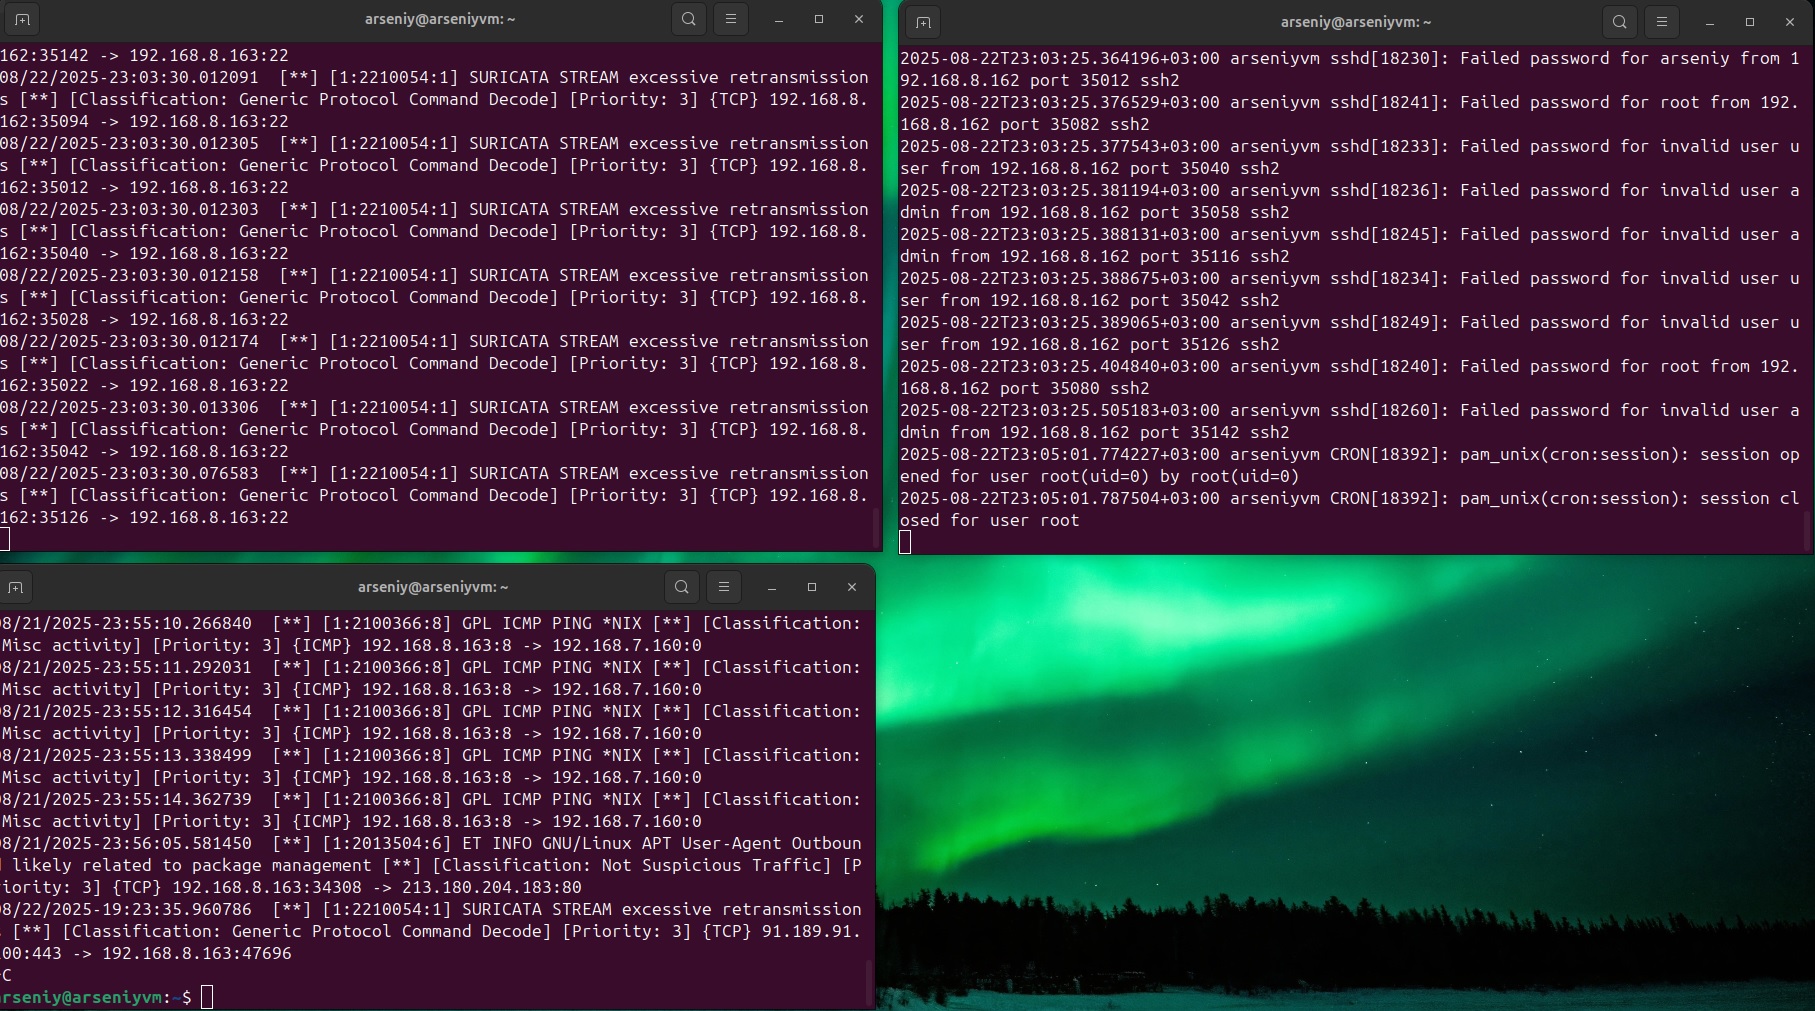 arseniy@arseniyvm: ~
162:35142 -> 192.168.8.163:22
08/22/2025-23:03:30.012091  [**] [1:2210054:1] SURICATA STREAM excessive retransmission
s [**] [Classification: Generic Protocol Command Decode] [Priority: 3] {TCP} 192.168.8.
162:35094 -> 192.168.8.163:22
08/22/2025-23:03:30.012305  [**] [1:2210054:1] SURICATA STREAM excessive retransmission
s [**] [Classification: Generic Protocol Command Decode] [Priority: 3] {TCP} 192.168.8.
162:35012 -> 192.168.8.163:22
08/22/2025-23:03:30.012303  [**] [1:2210054:1] SURICATA STREAM excessive retransmission
s [**] [Classification: Generic Protocol Command Decode] [Priority: 3] {TCP} 192.168.8.
162:35040 -> 192.168.8.163:22
08/22/2025-23:03:30.012158  [**] [1:2210054:1] SURICATA STREAM excessive retransmission
s [**] [Classification: Generic Protocol Command Decode] [Priority: 3] {TCP} 192.168.8.
162:35028 -> 192.168.8.163:22
08/22/2025-23:03:30.012174  [**] [1:2210054:1] SURICATA STREAM excessive retransmission
s [**] [Classification: Generic Protocol Command Decode] [Priority: 3] {TCP} 192.168.8.
162:35022 -> 192.168.8.163:22
08/22/2025-23:03:30.013306  [**] [1:2210054:1] SURICATA STREAM excessive retransmission
s [**] [Classification: Generic Protocol Command Decode] [Priority: 3] {TCP} 192.168.8.
162:35042 -> 192.168.8.163:22
08/22/2025-23:03:30.076583  [**] [1:2210054:1] SURICATA STREAM excessive retransmission
s [**] [Classification: Generic Protocol Command Decode] [Priority: 3] {TCP} 192.168.8.
162:35126 -> 192.168.8.163:22
arseniy@arseniyvm: ~
2025-08-22T23:03:25.364196+03:00 arseniyvm sshd[18230]: Failed password for arseniy from 1
92.168.8.162 port 35012 ssh2
2025-08-22T23:03:25.376529+03:00 arseniyvm sshd[18241]: Failed password for root from 192.
168.8.162 port 35082 ssh2
2025-08-22T23:03:25.377543+03:00 arseniyvm sshd[18233]: Failed password for invalid user u
ser from 192.168.8.162 port 35040 ssh2
2025-08-22T23:03:25.381194+03:00 arseniyvm sshd[18236]: Failed password for invalid user a
dmin from 192.168.8.162 port 35058 ssh2
2025-08-22T23:03:25.388131+03:00 arseniyvm sshd[18245]: Failed password for invalid user a
dmin from 192.168.8.162 port 35116 ssh2
2025-08-22T23:03:25.388675+03:00 arseniyvm sshd[18234]: Failed password for invalid user u
ser from 192.168.8.162 port 35042 ssh2
2025-08-22T23:03:25.389065+03:00 arseniyvm sshd[18249]: Failed password for invalid user u
ser from 192.168.8.162 port 35126 ssh2
2025-08-22T23:03:25.404840+03:00 arseniyvm sshd[18240]: Failed password for root from 192.
168.8.162 port 35080 ssh2
2025-08-22T23:03:25.505183+03:00 arseniyvm sshd[18260]: Failed password for invalid user a
dmin from 192.168.8.162 port 35142 ssh2
2025-08-22T23:05:01.774227+03:00 arseniyvm CRON[18392]: pam_unix(cron:session): session op
ened for user root(uid=0) by root(uid=0)
2025-08-22T23:05:01.787504+03:00 arseniyvm CRON[18392]: pam_unix(cron:session): session cl
osed for user root
arseniy@arseniyvm: ~
08/21/2025-23:55:10.266840  [**] [1:2100366:8] GPL ICMP PING *NIX [**] [Classification:
Misc activity] [Priority: 3] {ICMP} 192.168.8.163:8 -> 192.168.7.160:0
08/21/2025-23:55:11.292031  [**] [1:2100366:8] GPL ICMP PING *NIX [**] [Classification:
Misc activity] [Priority: 3] {ICMP} 192.168.8.163:8 -> 192.168.7.160:0
08/21/2025-23:55:12.316454  [**] [1:2100366:8] GPL ICMP PING *NIX [**] [Classification:
Misc activity] [Priority: 3] {ICMP} 192.168.8.163:8 -> 192.168.7.160:0
08/21/2025-23:55:13.338499  [**] [1:2100366:8] GPL ICMP PING *NIX [**] [Classification:
Misc activity] [Priority: 3] {ICMP} 192.168.8.163:8 -> 192.168.7.160:0
08/21/2025-23:55:14.362739  [**] [1:2100366:8] GPL ICMP PING *NIX [**] [Classification:
Misc activity] [Priority: 3] {ICMP} 192.168.8.163:8 -> 192.168.7.160:0
08/21/2025-23:56:05.581450  [**] [1:2013504:6] ET INFO GNU/Linux APT User-Agent Outboun
d likely related to package management [**] [Classification: Not Suspicious Traffic] [P
riority: 3] {TCP} 192.168.8.163:34308 -> 213.180.204.183:80
08/22/2025-19:23:35.960786  [**] [1:2210054:1] SURICATA STREAM excessive retransmission
s [**] [Classification: Generic Protocol Command Decode] [Priority: 3] {TCP} 91.189.91.
100:443 -> 192.168.8.163:47696
^C
arseniy@arseniyvm:~$